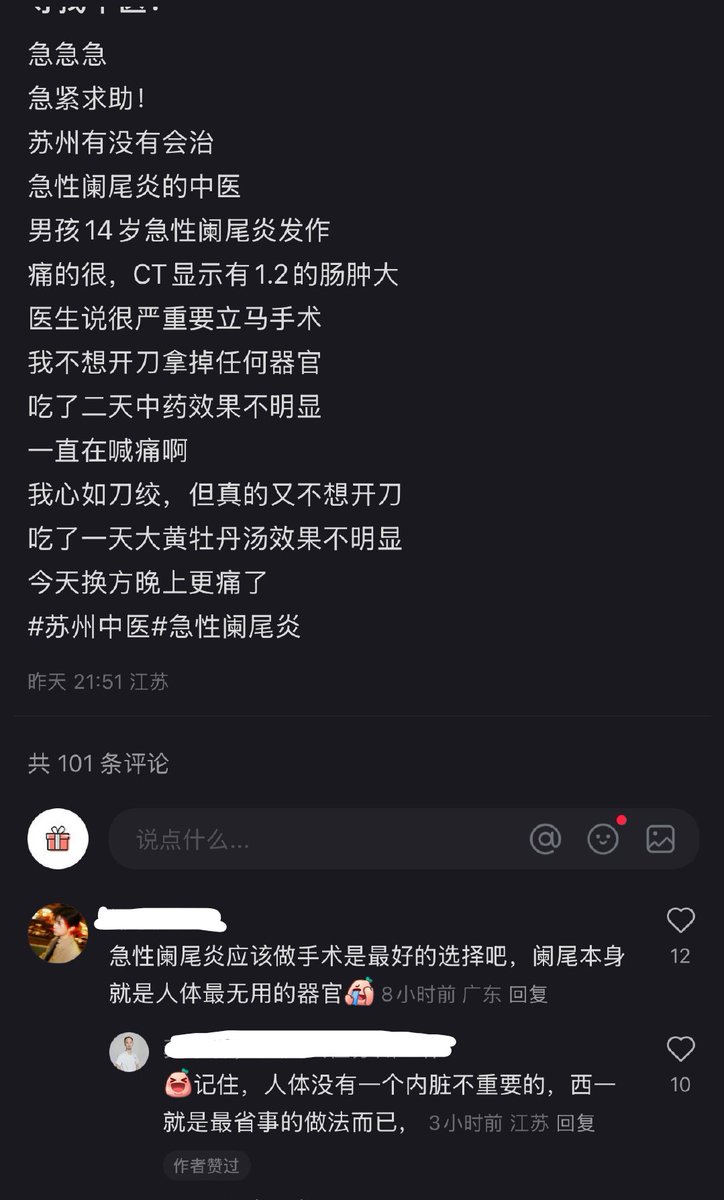 急急急
急紧求助！
苏州有没有会治
急性阑尾炎的中医
男孩14岁急性阑尾炎发作
痛的很，CT显示有1.2的肠肿大
医生说很严重要立马手术
我不想开刀拿掉任何器官
吃了二天中药效果不明显
一直在喊痛啊
我心如刀绞，但真的又不想开刀
吃了一天大黄牡丹汤效果不明显
今天换方晚上更痛了
#苏州中医#急性阑尾炎
昨天 21:51 江苏
共 101 条评论
说点什么...
急性阑尾炎应该做手术是最好的选择吧，阑尾本身
就是人体最无用的器官 8小时前 广东 回复
12
记住，人体没有一个内脏不重要的，西一
就是最省事的做法而已， 3小时前 江苏 回复
10
作者赞过